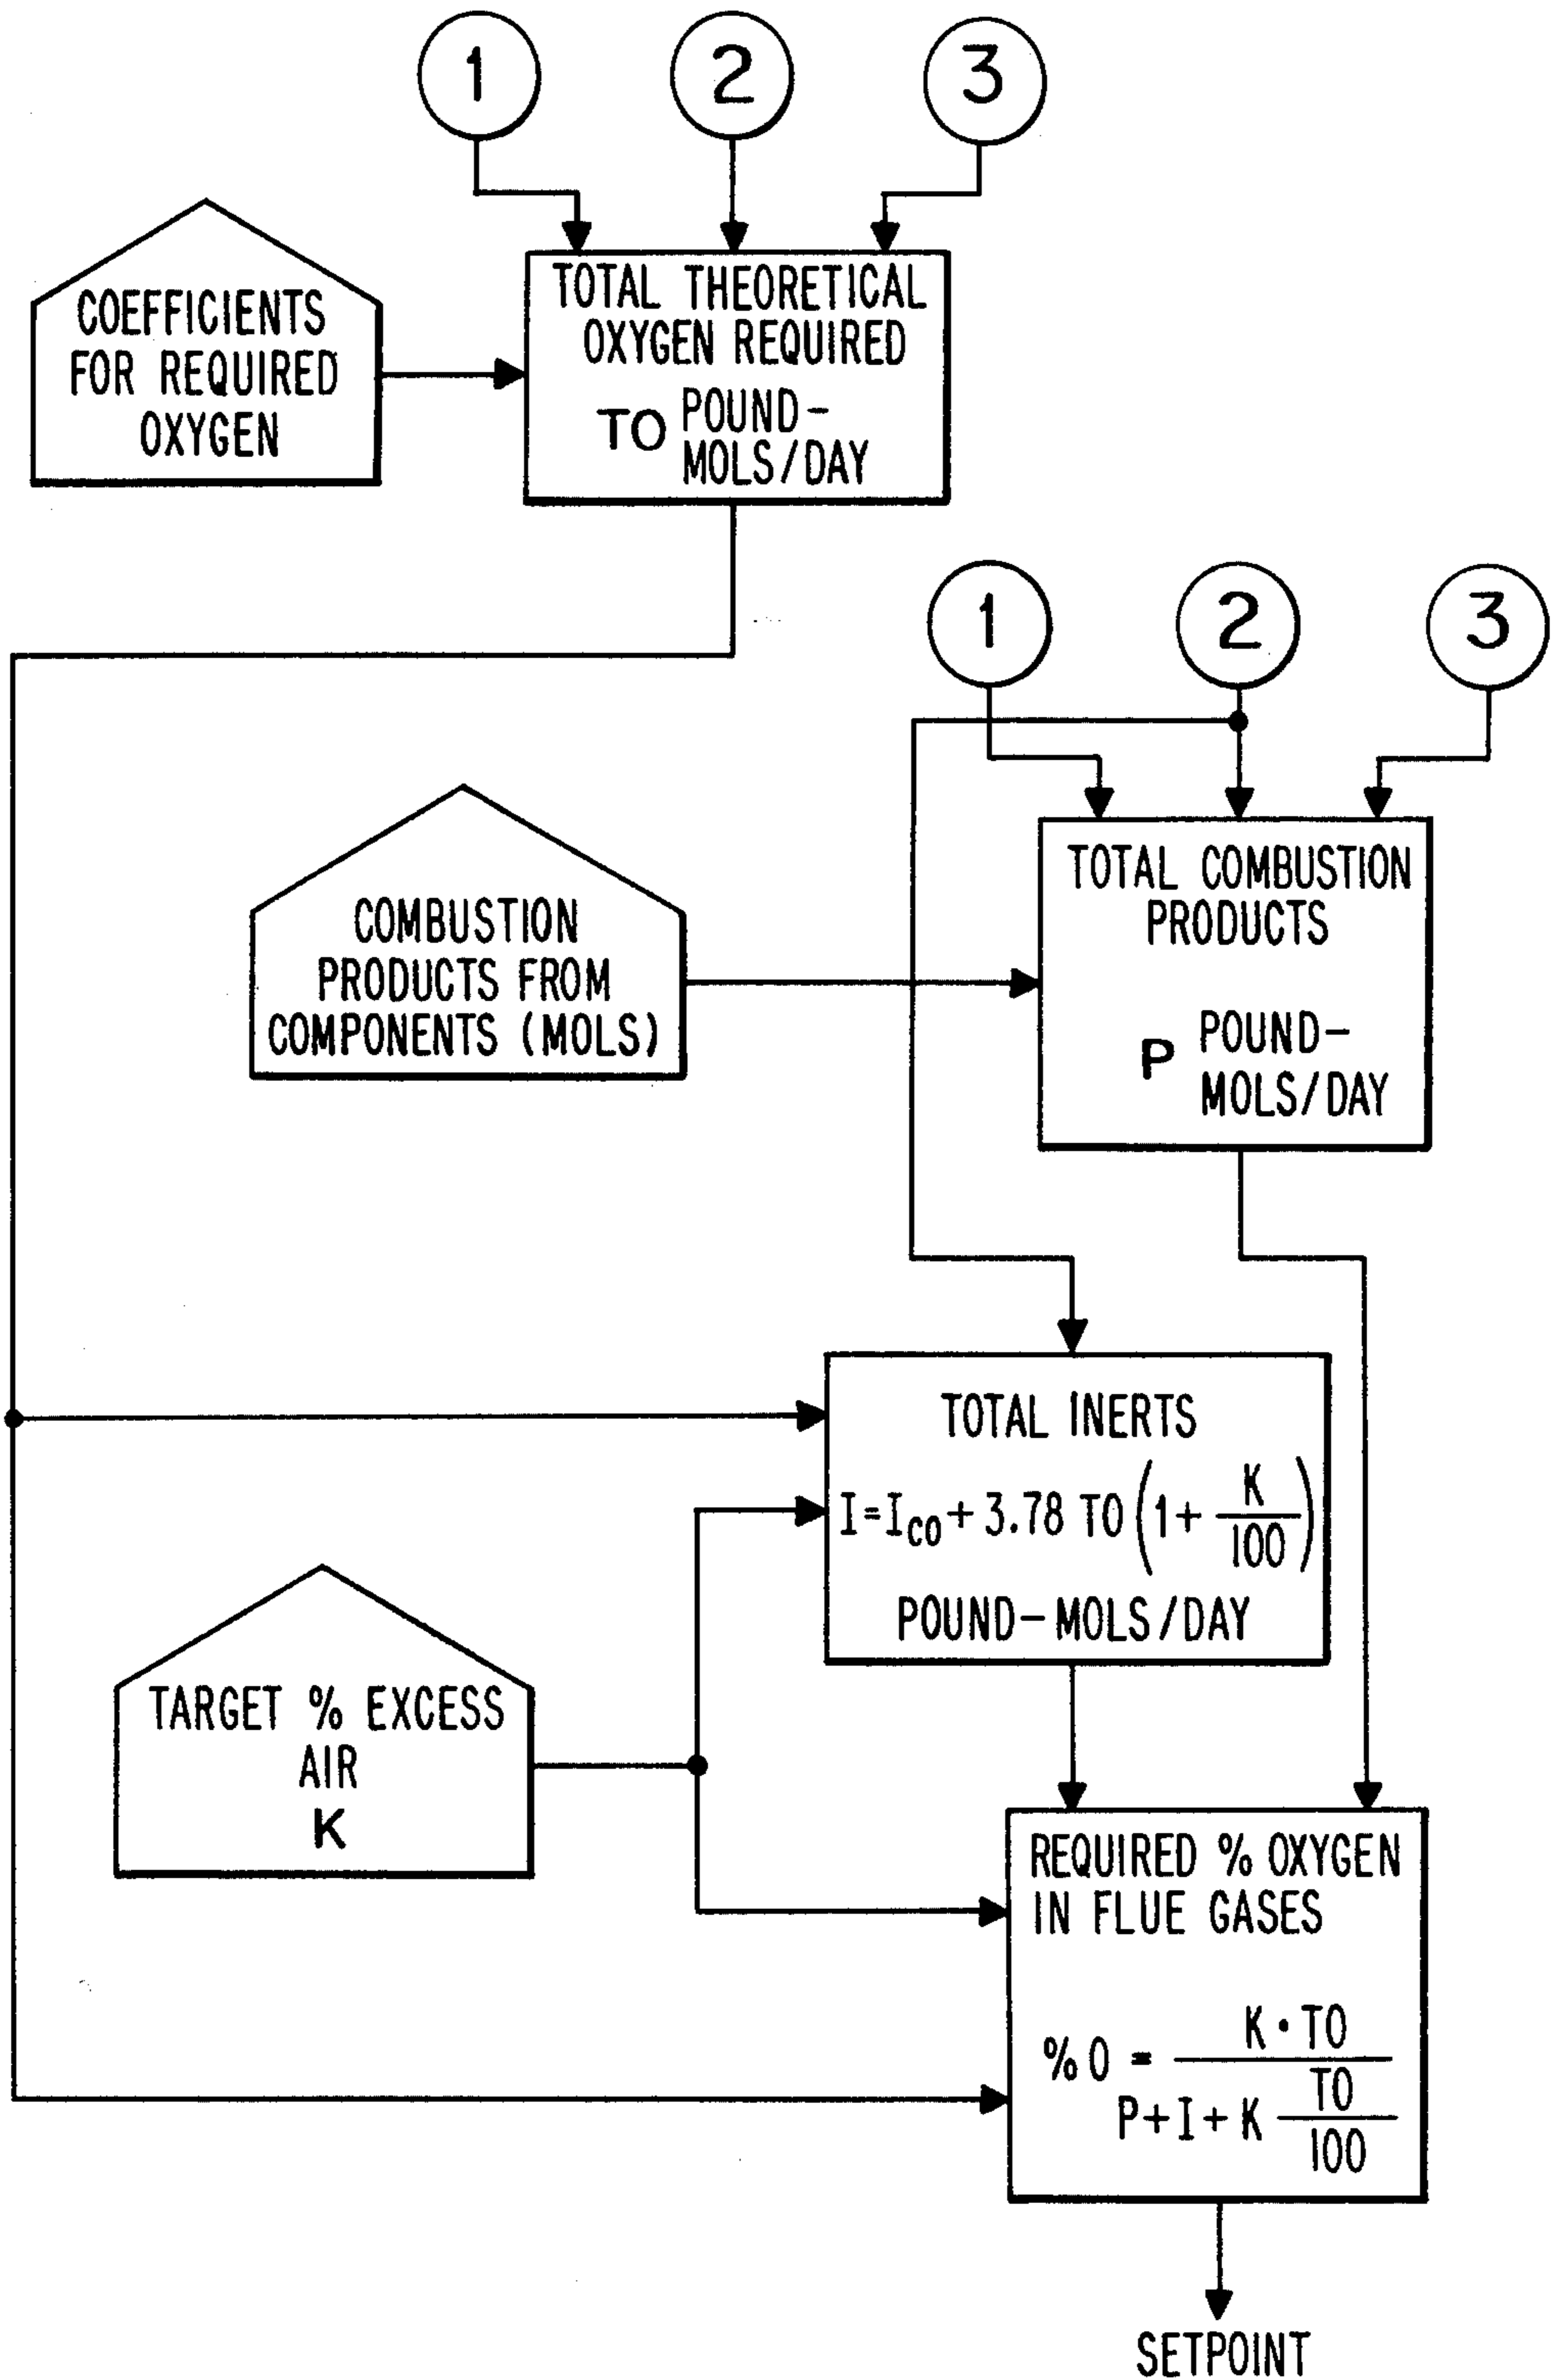 1
2
3
COEFFICIENTS
FOR REQUIRED
OXYGEN
TOTAL THEORETICAL
OXYGEN REQUIRED
TO POUND-
MOLS/DAY
1
2
3
COMBUSTION
PRODUCTS FROM
COMPONENTS (MOLS)
TOTAL COMBUSTION
PRODUCTS
P POUND-
MOLS/DAY
TOTAL INERTS
I=I_CO + 3.78 TO (1 + K/100)
POUND-MOLS/DAY
TARGET % EXCESS
AIR
K
REQUIRED % OXYGEN
IN FLUE GASES
%O = K·TO
P+I+K TO/100
SETPOINT